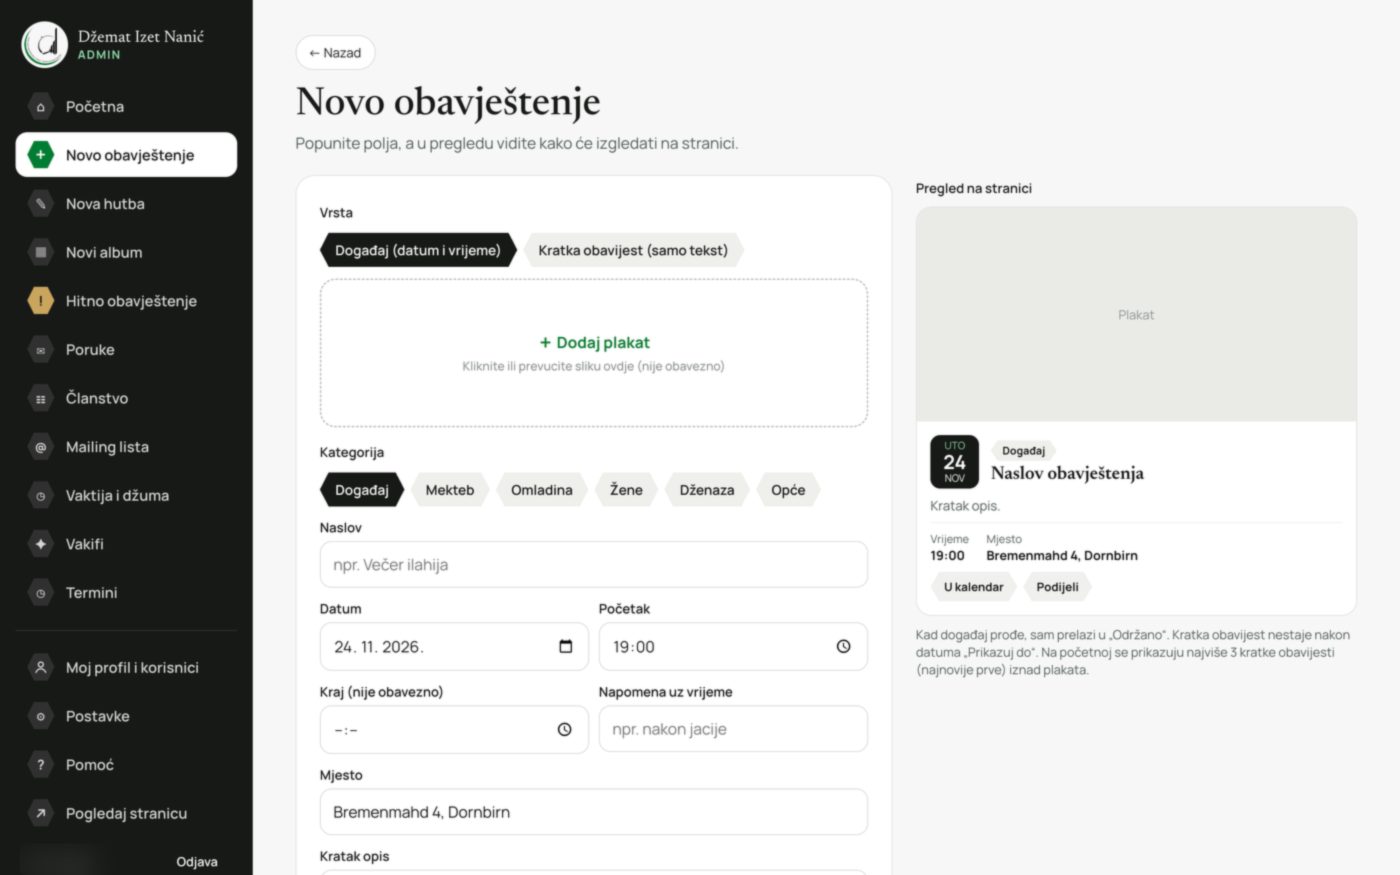 Džemat Izet Nanić
ADMIN
Početna
Novo obavještenje
Nova hutba
Novi album
Hitno obavještenje
Poruke
Članstvo
Mailing lista
Vaktija i džuma
Vakifi
Termini
Moj profil i korisnici
Postavke
Pomoć
Pogledaj stranicu
Odjava
← Nazad
Novo obavještenje
Popunite polja, a u pregledu vidite kako će izgledati na stranici.
Vrsta
Događaj (datum i vrijeme)
Kratka obavijest (samo tekst)
+ Dodaj plakat
Kliknite ili prevucite sliku ovdje (nije obavezno)
Kategorija
Događaj
Mekteb
Omladina
Žene
Dženaza
Opće
Naslov
npr. Večer ilahija
Datum
Početak
24. 11. 2026.
19:00
Kraj (nije obavezno)
Napomena uz vrijeme
–:–
npr. nakon jacije
Mjesto
Bremenmahd 4, Dornbirn
Kratak opis
Pregled na stranici
Plakat
UTO
24
NOV
Događaj
Naslov obavještenja
Kratak opis.
Vrijeme
Mjesto
19:00
Bremenmahd 4, Dornbirn
U kalendar
Podijeli
Kad događaj prođe, sam prelazi u „Održano“. Kratka obavijest nestaje nakon
datuma „Prikazuj do“. Na početnoj se prikazuju najviše 3 kratke obavijesti
(najnovije prve) iznad plakata.